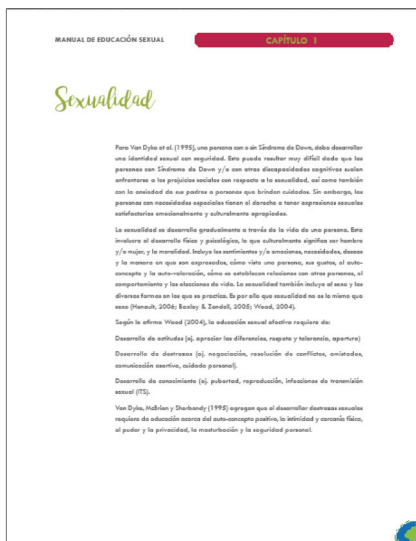 MANUAL DE EDUCACIÓN SEXUAL
CAPÍTULO 1
Sexualidad
Para Van Dyke et al. (1995), una persona con o sin Síndrome de Down, debe desarrollar
una identidad sexual con seguridad. Esto puede resultar muy difícil dado que las
personas con Síndrome de Down y/o con otras discapacidades cognitivas suelen
enfrentarse a los prejuicios sociales con respecto a la sexualidad, así como también
con la ansiedad de sus padres o personas que brindan cuidados. Sin embargo, las
personas con necesidades especiales tienen el derecho a tener expresiones sexuales
satisfactorias emocionalmente y culturalmente apropiadas.
La sexualidad se desarrolla gradualmente a través de la vida de una persona. Esto
involucra el desarrollo físico y psicológico, lo que culturalmente significa ser hombre
y/o mujer, y la moralidad. Incluye los sentimientos y/o emociones, necesidades, deseos
y la manera en que son expresados, cómo viste una persona, sus gustos, el auto-
concepto y la auto-valoración, cómo se establecen relaciones con otras personas, el
comportamiento y las elecciones de vida. La sexualidad también incluye al sexo y las
diversas formas en las que se practica. Es por ello que sexualidad no es lo mismo que
sexo (Henault, 2006; Baxley & Zendell, 2005; Wood, 2004).
Según lo afirma Wood (2004), la educación sexual efectiva requiere de:
Desarrollo de actitudes (ej. apreciar las diferencias, respeto y tolerancia, apertura)
Desarrollo de destrezas (ej. negociación, resolución de conflictos, amistades,
comunicación asertiva, cuidado personal).
Desarrollo de conocimiento (ej. pubertad, reproducción, infecciones de transmisión
sexual (ITS).
Van Dyke, McBrien y Sherbondy (1995) agregan que el desarrollar destrezas sexuales
requiere de educación acerca del auto-concepto positivo, la intimidad y cercanía física,
el pudor y la privacidad, la masturbación y la seguridad personal.